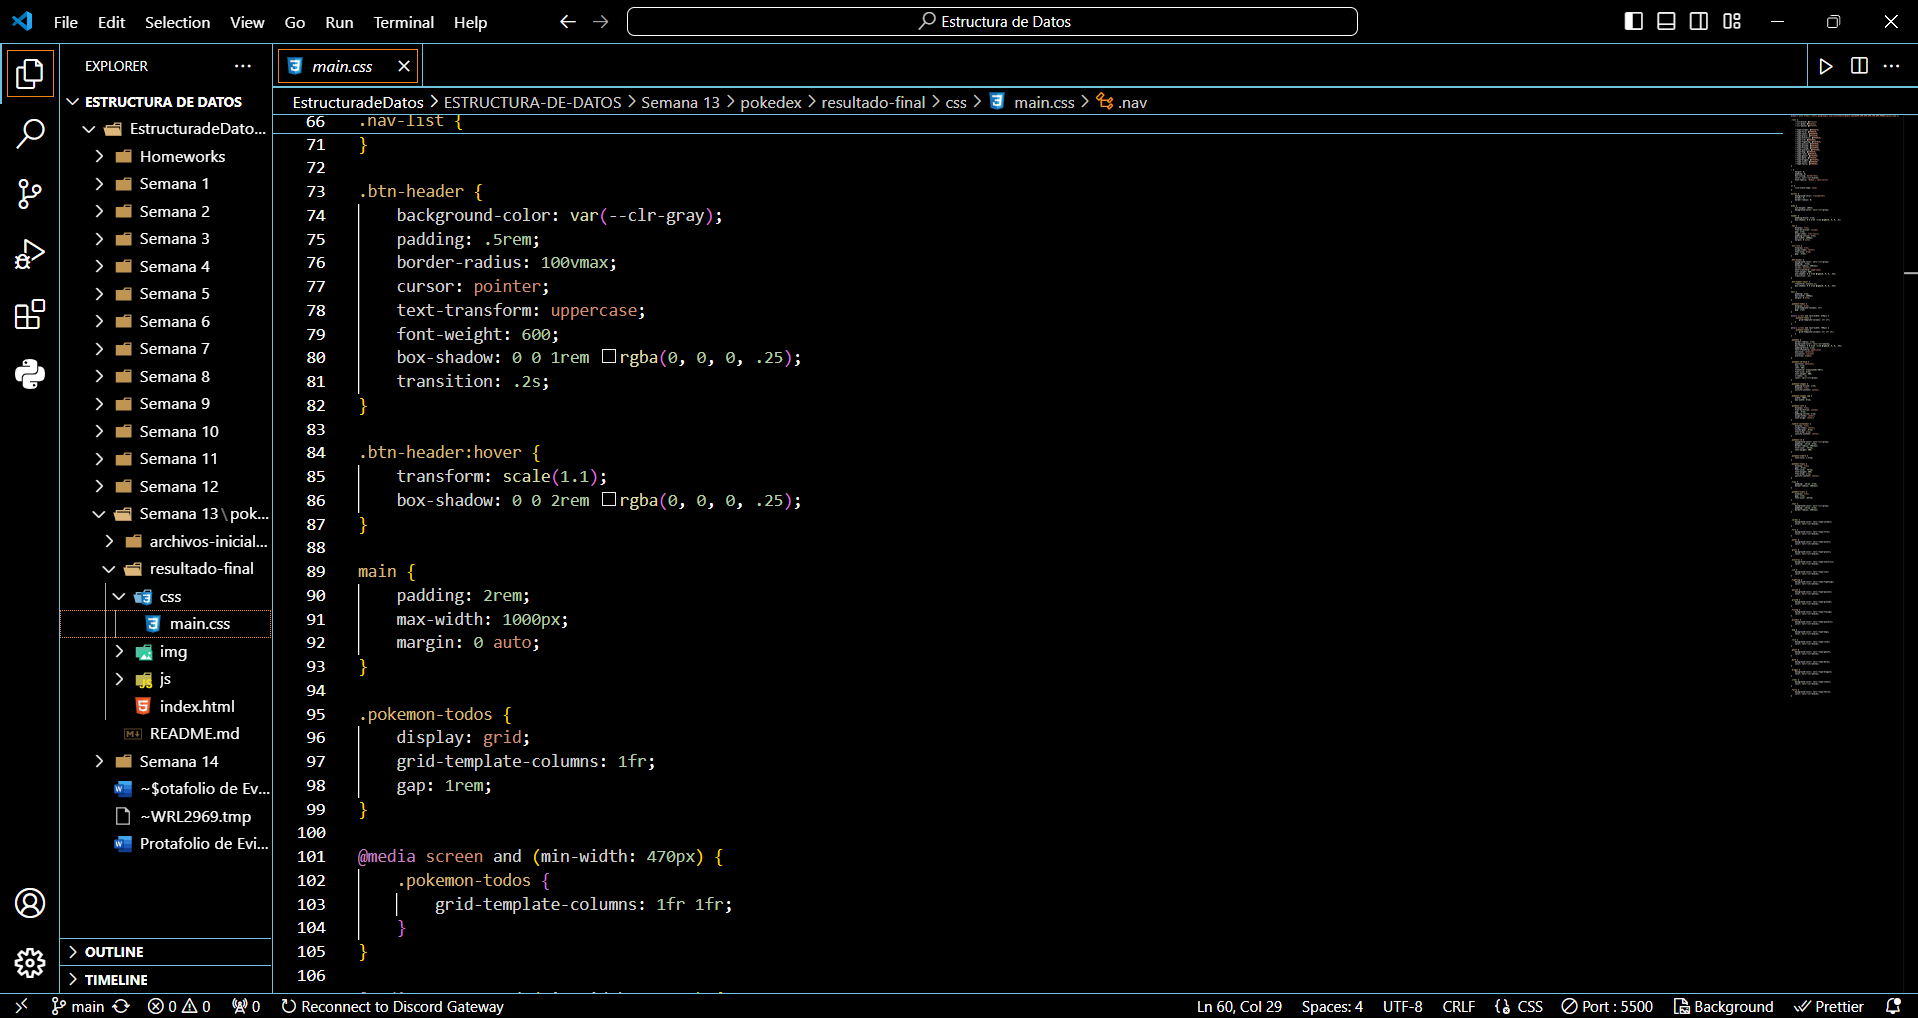 File Edit Selection View Go Run Terminal Help
Estructura de Datos
EXPLORER
main.css
ESTRUCTURA DE DATOS
EstructuradeDato...
Homeworks
Semana 1
Semana 2
Semana 3
Semana 4
Semana 5
Semana 6
Semana 7
Semana 8
Semana 9
Semana 10
Semana 11
Semana 12
Semana 13\pok...
archivos-inicial...
resultado-final
css
main.css
img
js
index.html
README.md
Semana 14
~$otafolio de Ev...
~WRL2969.tmp
Protafolio de Evi...
OUTLINE
TIMELINE
EstructuradeDatos > ESTRUCTURA-DE-DATOS > Semana 13 > pokedex > resultado-final > css > main.css > .nav
66 .nav-list {
71 }
72
73 .btn-header {
74 background-color: var(--clr-gray);
75 padding: .5rem;
76 border-radius: 100vmax;
77 cursor: pointer;
78 text-transform: uppercase;
79 font-weight: 600;
80 box-shadow: 0 0 1rem rgba(0, 0, 0, .25);
81 transition: .2s;
82 }
83
84 .btn-header:hover {
85 transform: scale(1.1);
86 box-shadow: 0 0 2rem rgba(0, 0, 0, .25);
87 }
88
89 main {
90 padding: 2rem;
91 max-width: 1000px;
92 margin: 0 auto;
93 }
94
95 .pokemon-todos {
96 display: grid;
97 grid-template-columns: 1fr;
98 gap: 1rem;
99 }
100
101 @media screen and (min-width: 470px) {
102 .pokemon-todos {
103 grid-template-columns: 1fr 1fr;
104 }
105 }
106
main 0 0 0 Reconnect to Discord Gateway
Ln 60, Col 29 Spaces: 4 UTF-8 CRLF {} CSS Port : 5500 Background Prettier